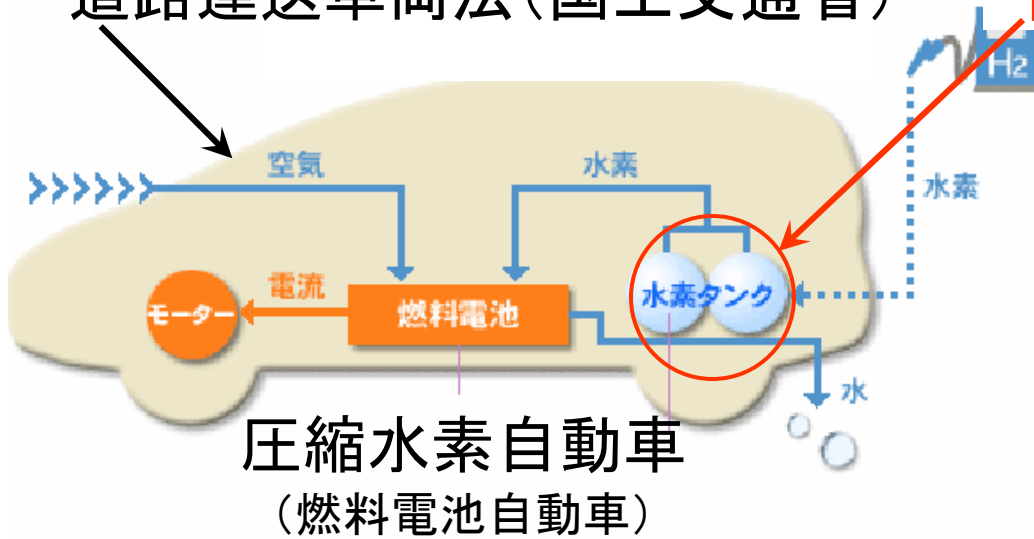 道路運送車両法（国土交通省）
H2
空気
水素
水素
電流
モーター
燃料電池
水素タンク
水
圧縮水素自動車
（燃料電池自動車）